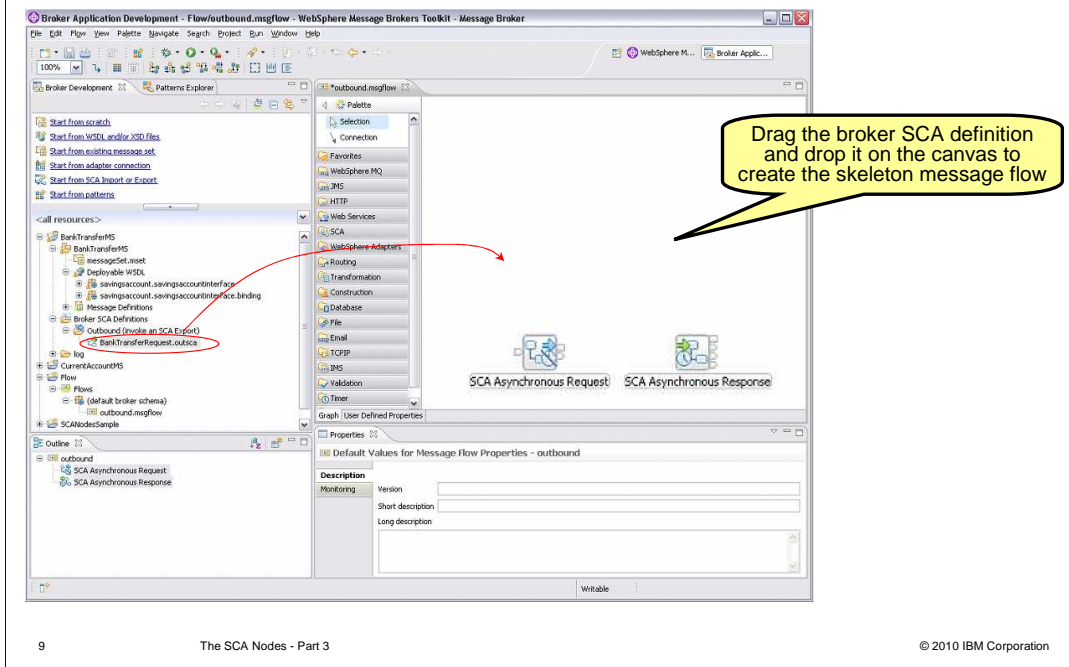 Broker Application Development - Flow/outbound.msgflow - WebSphere Message Brokers Toolkit - Message Broker
File Edit Flow View Palette Navigate Search Project Run Window Help
WebSphere M... Broker Applic...
100%
Broker Development Patterns Explorer
Start from scratch
Start from WSDL and/or XSD files
Start from existing message set
Start from adapter connection
Start from SCA Import or Export
Start from patterns
<all resources>
BankTransferMS
BankTransferMS
messageSet.mset
Deployable WSDL
savingsaccount.savingsaccountinterface
savingsaccount.savingsaccountinterface.binding
Message Definitions
Broker SCA Definitions
Outbound (invoke an SCA Export)
BankTransferRequest.outsca
log
CurrentAccountMS
Flow
Flows
(default broker schema)
outbound.msgflow
SCANodesSample
Outline
outbound
SCA Asynchronous Request
SCA Asynchronous Response
*outbound.msgflow
Palette
Selection
Connection
Favorites
WebSphere MQ
JMS
HTTP
Web Services
SCA
WebSphere Adapters
Routing
Transformation
Construction
Database
File
Email
TCPIP
IMS
Validation
Timer
Graph User Defined Properties
SCA Asynchronous Request SCA Asynchronous Response
Drag the broker SCA definition
and drop it on the canvas to
create the skeleton message flow
Properties
Default Values for Message Flow Properties - outbound
Description
Monitoring
Version
Short description
Long description
Writable
9 The SCA Nodes - Part 3 © 2010 IBM Corporation